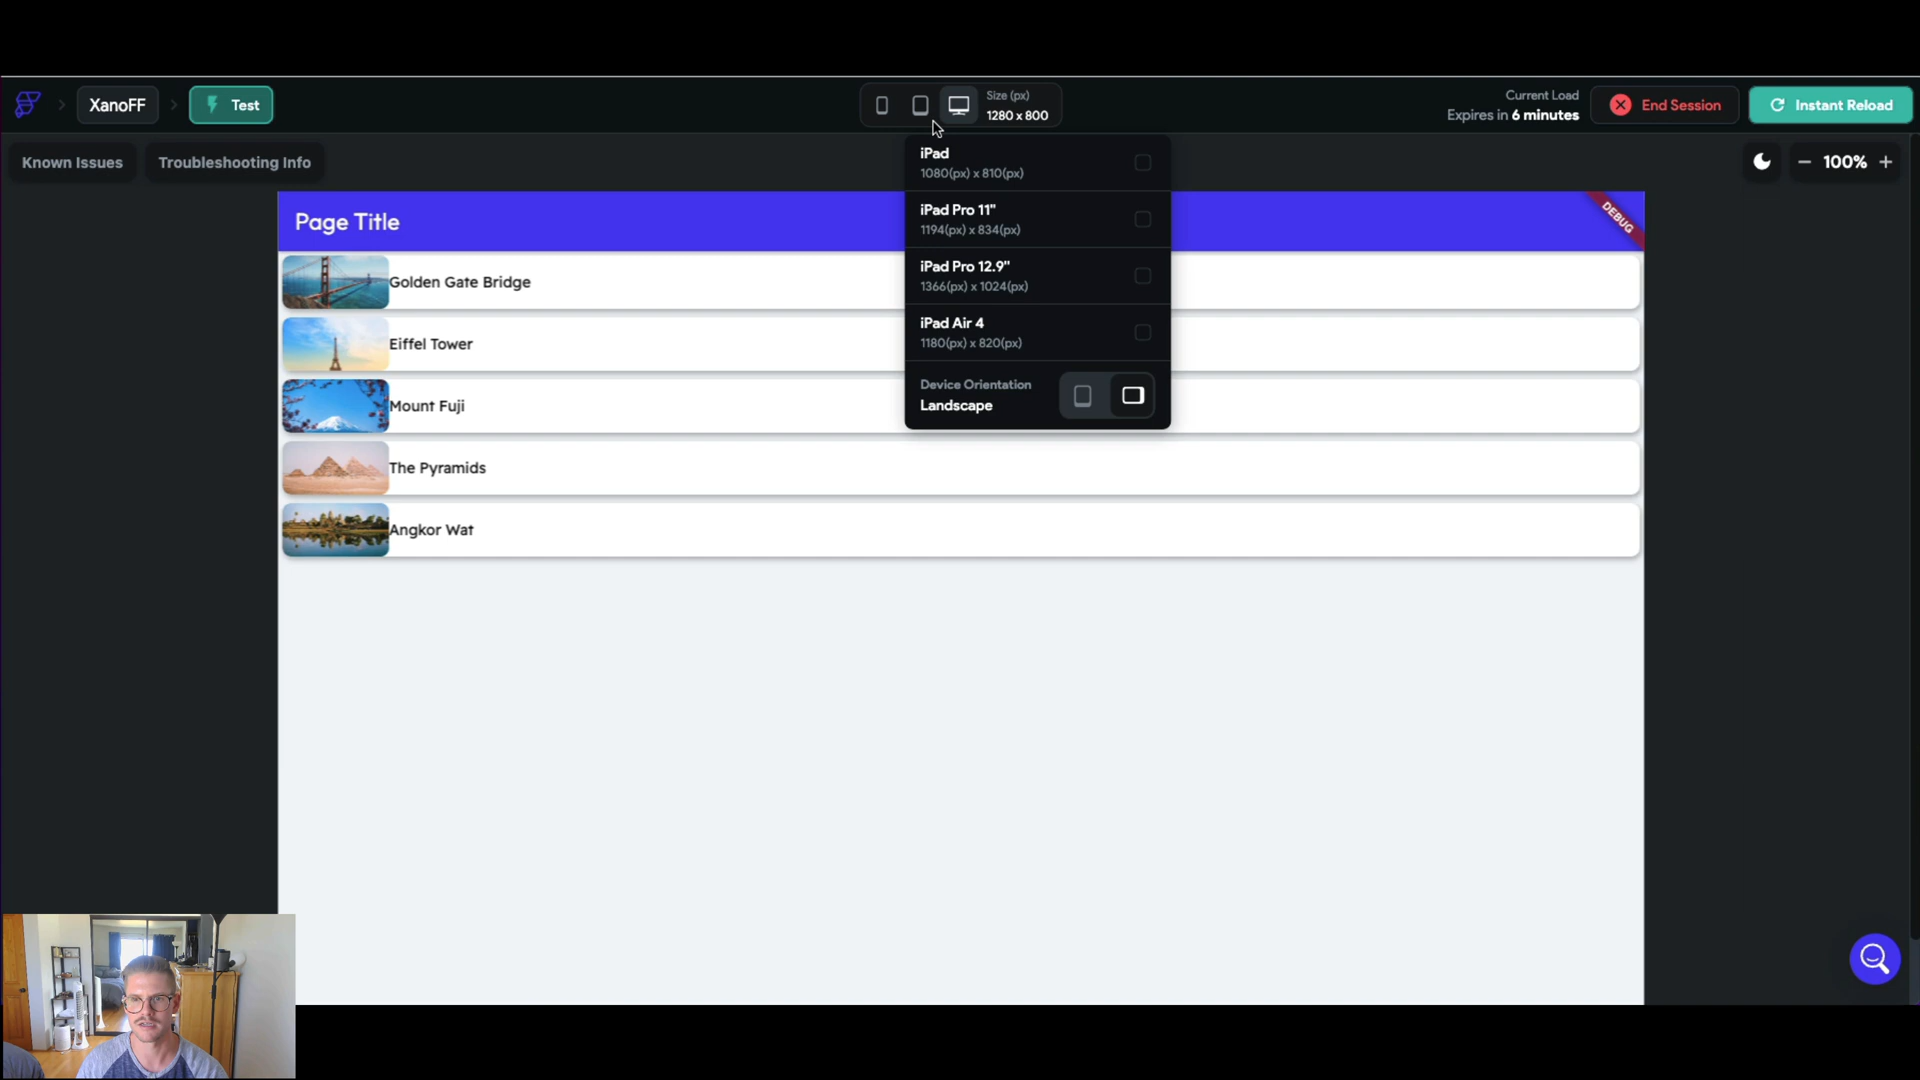 XanoFF
Test
Size (px)
1280 x 800
Current Load
Expires in 6 minutes
End Session
Instant Reload
Known Issues
Troubleshooting Info
100%
iPad
1080(px) x 810(px)
iPad Pro 11"
1194(px) x 834(px)
iPad Pro 12.9"
1366(px) x 1024(px)
iPad Air 4
1180(px) x 820(px)
Device Orientation
Landscape
Page Title
DEBUG
Golden Gate Bridge
Eiffel Tower
Mount Fuji
The Pyramids
Angkor Wat